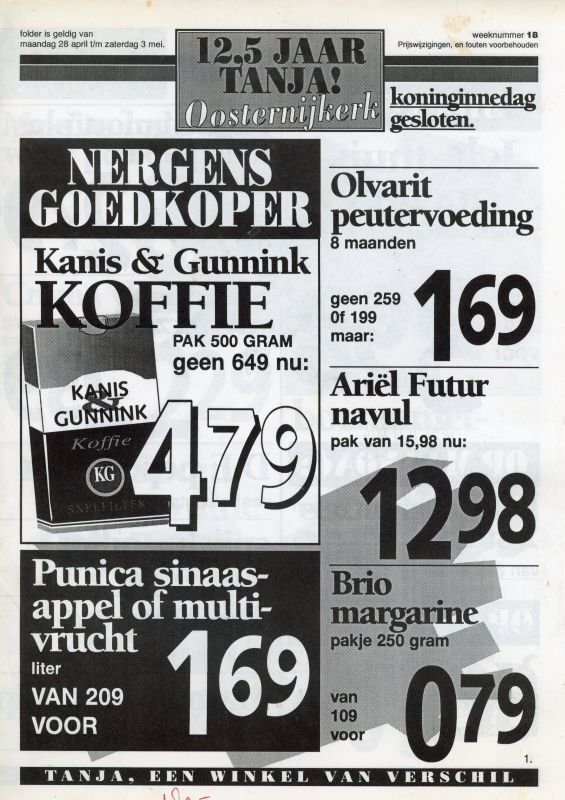 folder is geldig van
maandag 28 april t/m zaterdag 3 mei.
weeknummer 18
Prijswijzigingen, en fouten voorbehouden
12,5 JAAR
TANJA!
Oosternijkerk
koninginnedag
gesloten.
NERGENS
GOEDKOPER
Kanis & Gunnink
KOFFIE
PAK 500 GRAM
geen 649 nu:
KANIS
&
GUNNINK
Koffie
KG
SNELFILTER
479
Olvarit
peutervoeding
8 maanden
geen 259
0f 199
maar:
169
Ariël Futur
navul
pak van 15,98 nu:
1298
Punica sinaas-
appel of multi-
vrucht
liter
VAN 209
VOOR
169
Brio
margarine
pakje 250 gram
van
109
voor
079
1.
TANJA, EEN WINKEL VAN VERSCHIL